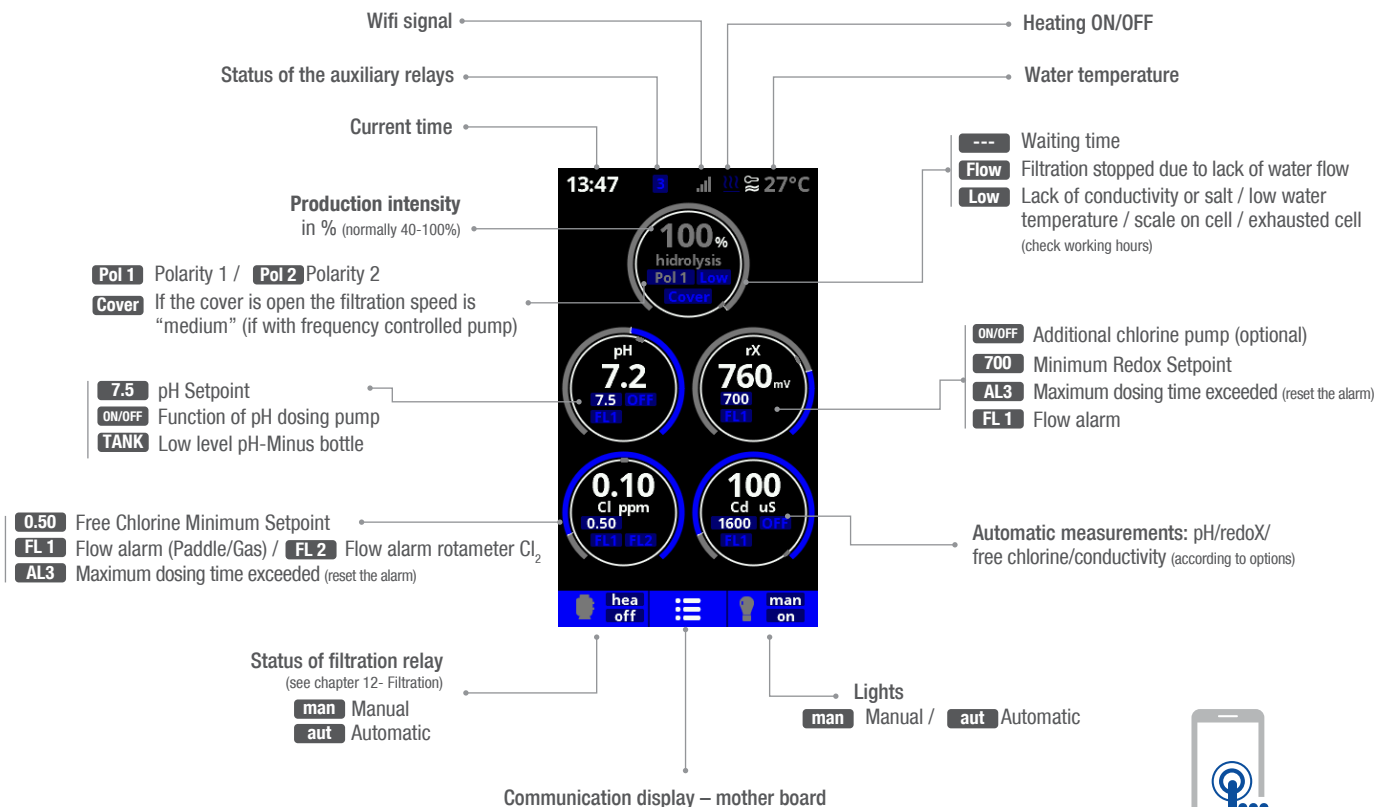 Wifi signal
Heating ON/OFF
Status of the auxiliary relays
Water temperature
Current time
--- Waiting time
Flow Filtration stopped due to lack of water flow
Low Lack of conductivity or salt / low water
temperature / scale on cell / exhausted cell
(check working hours)
Production intensity
in % (normally 40-100%)
Pol 1 Polarity 1 / Pol 2 Polarity 2
Cover If the cover is open the filtration speed is
“medium” (if with frequency controlled pump)
13:47 3 27°C
100%
hidrolysis
Pol 1 Low
Cover
pH
7.2
7.5 OFF
FL1
rX
760 mV
700
FL1
0.10
Cl ppm
0.50
FL1 FL2
100
Cd uS
1600 OFF
FL1
hea
off
man
on
7.5 pH Setpoint
ON/OFF Function of pH dosing pump
TANK Low level pH-Minus bottle
ON/OFF Additional chlorine pump (optional)
700 Minimum Redox Setpoint
AL3 Maximum dosing time exceeded (reset the alarm)
FL 1 Flow alarm
0.50 Free Chlorine Minimum Setpoint
FL 1 Flow alarm (Paddle/Gas) / FL 2 Flow alarm rotameter Cl₂
AL3 Maximum dosing time exceeded (reset the alarm)
Automatic measurements: pH/redoX/
free chlorine/conductivity (according to options)
Status of filtration relay
(see chapter 12- Filtration)
man Manual
aut Automatic
Lights
man Manual / aut Automatic
Communication display – mother board